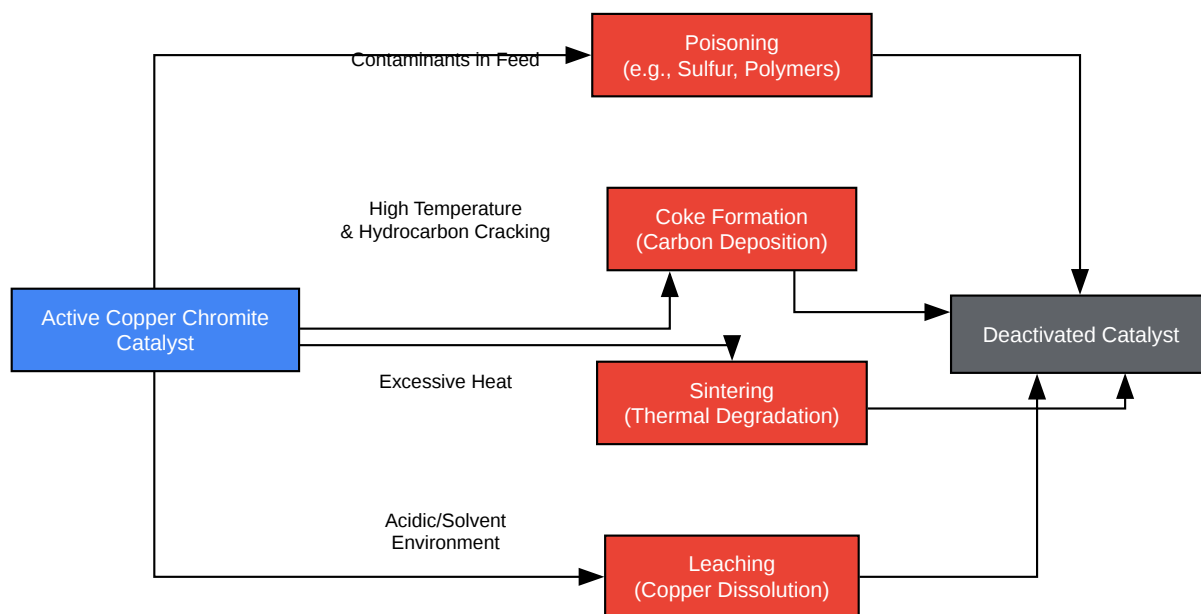 Contaminants in Feed
Poisoning
(e.g., Sulfur, Polymers)
High Temperature
& Hydrocarbon Cracking
Coke Formation
(Carbon Deposition)
Active Copper Chromite
Catalyst
Deactivated Catalyst
Excessive Heat
Sintering
(Thermal Degradation)
Acidic/Solvent
Environment
Leaching
(Copper Dissolution)